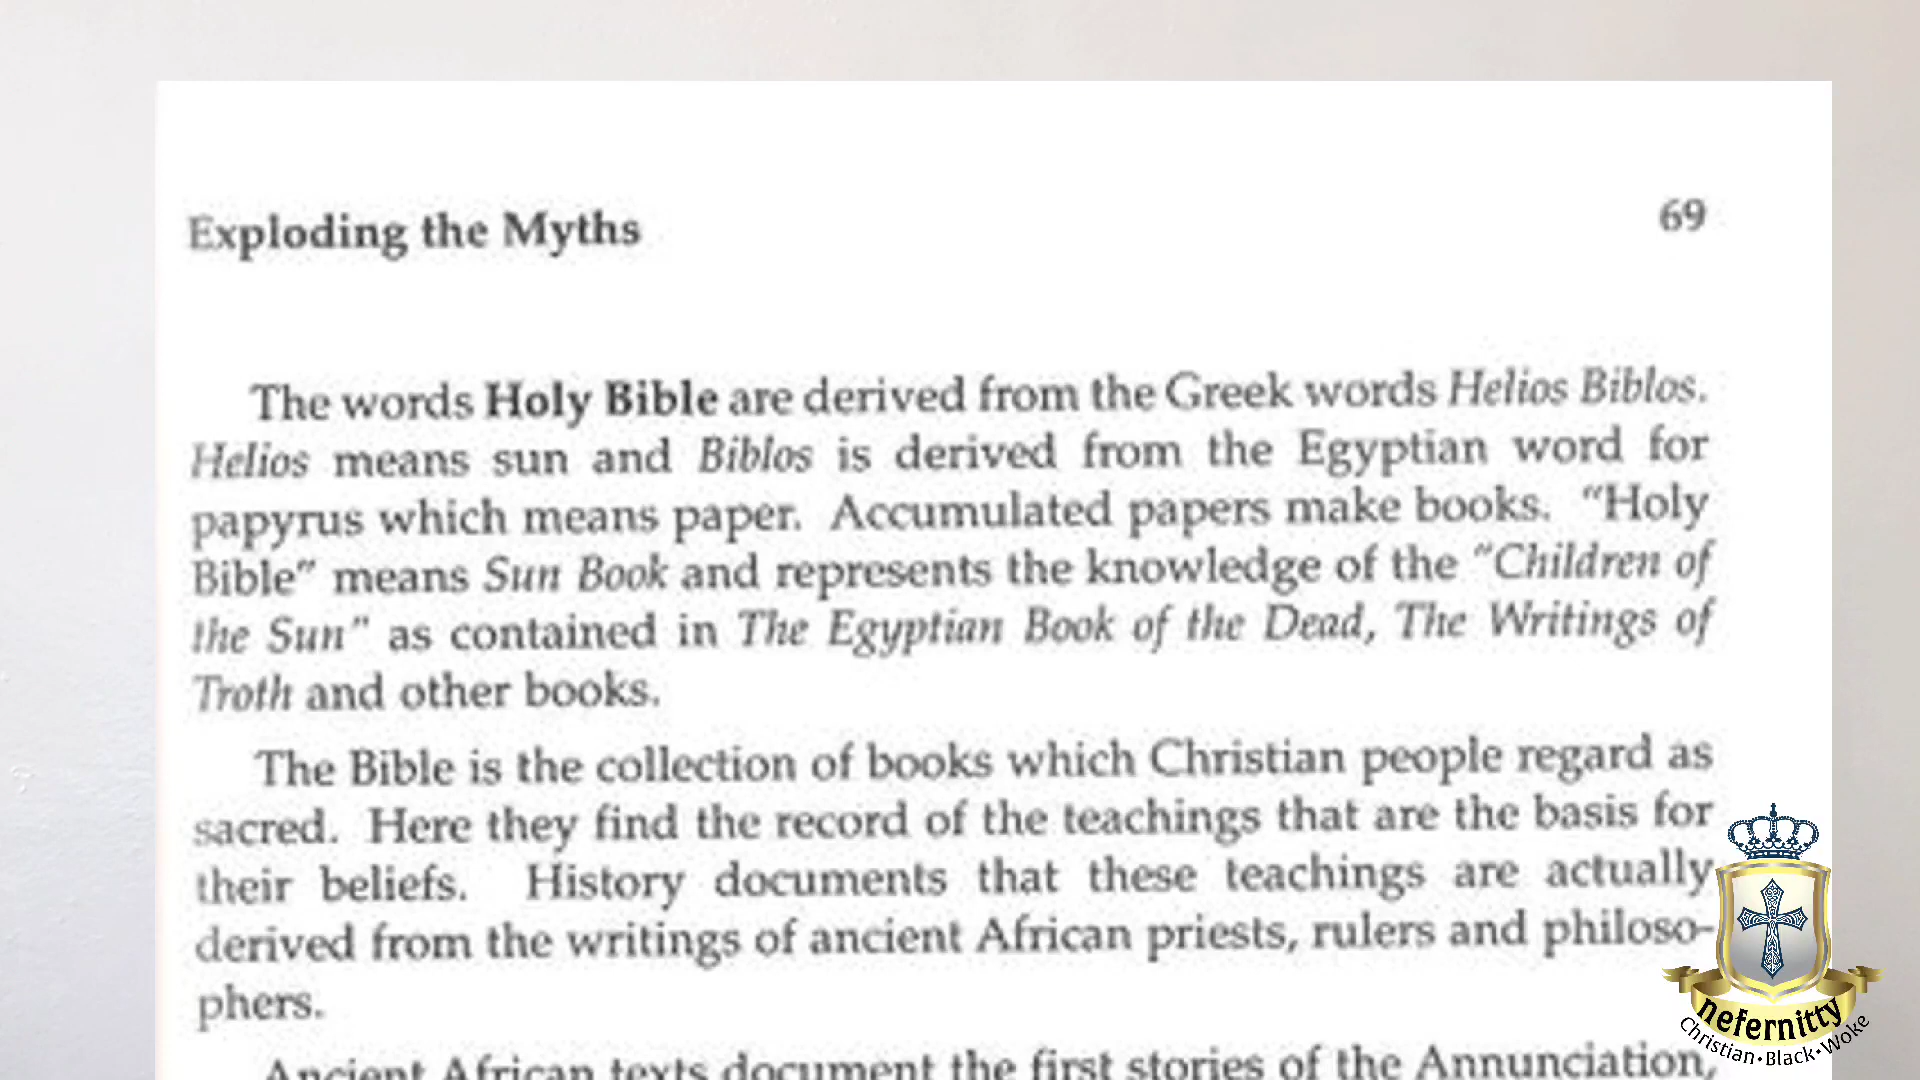 Exploding the Myths 69
The words Holy Bible are derived from the Greek words Helios Biblos.
Helios means sun and Biblos is derived from the Egyptian word for
papyrus which means paper. Accumulated papers make books. "Holy
Bible" means Sun Book and represents the knowledge of the "Children of
the Sun" as contained in The Egyptian Book of the Dead, The Writings of
Troth and other books.
The Bible is the collection of books which Christian people regard as
sacred. Here they find the record of the teachings that are the basis for
their beliefs. History documents that these teachings are actually
derived from the writings of ancient African priests, rulers and philoso-
phers.
Ancient African texts document the first stories of the Annunciation,
nefernitty
Christian•Black•Woke